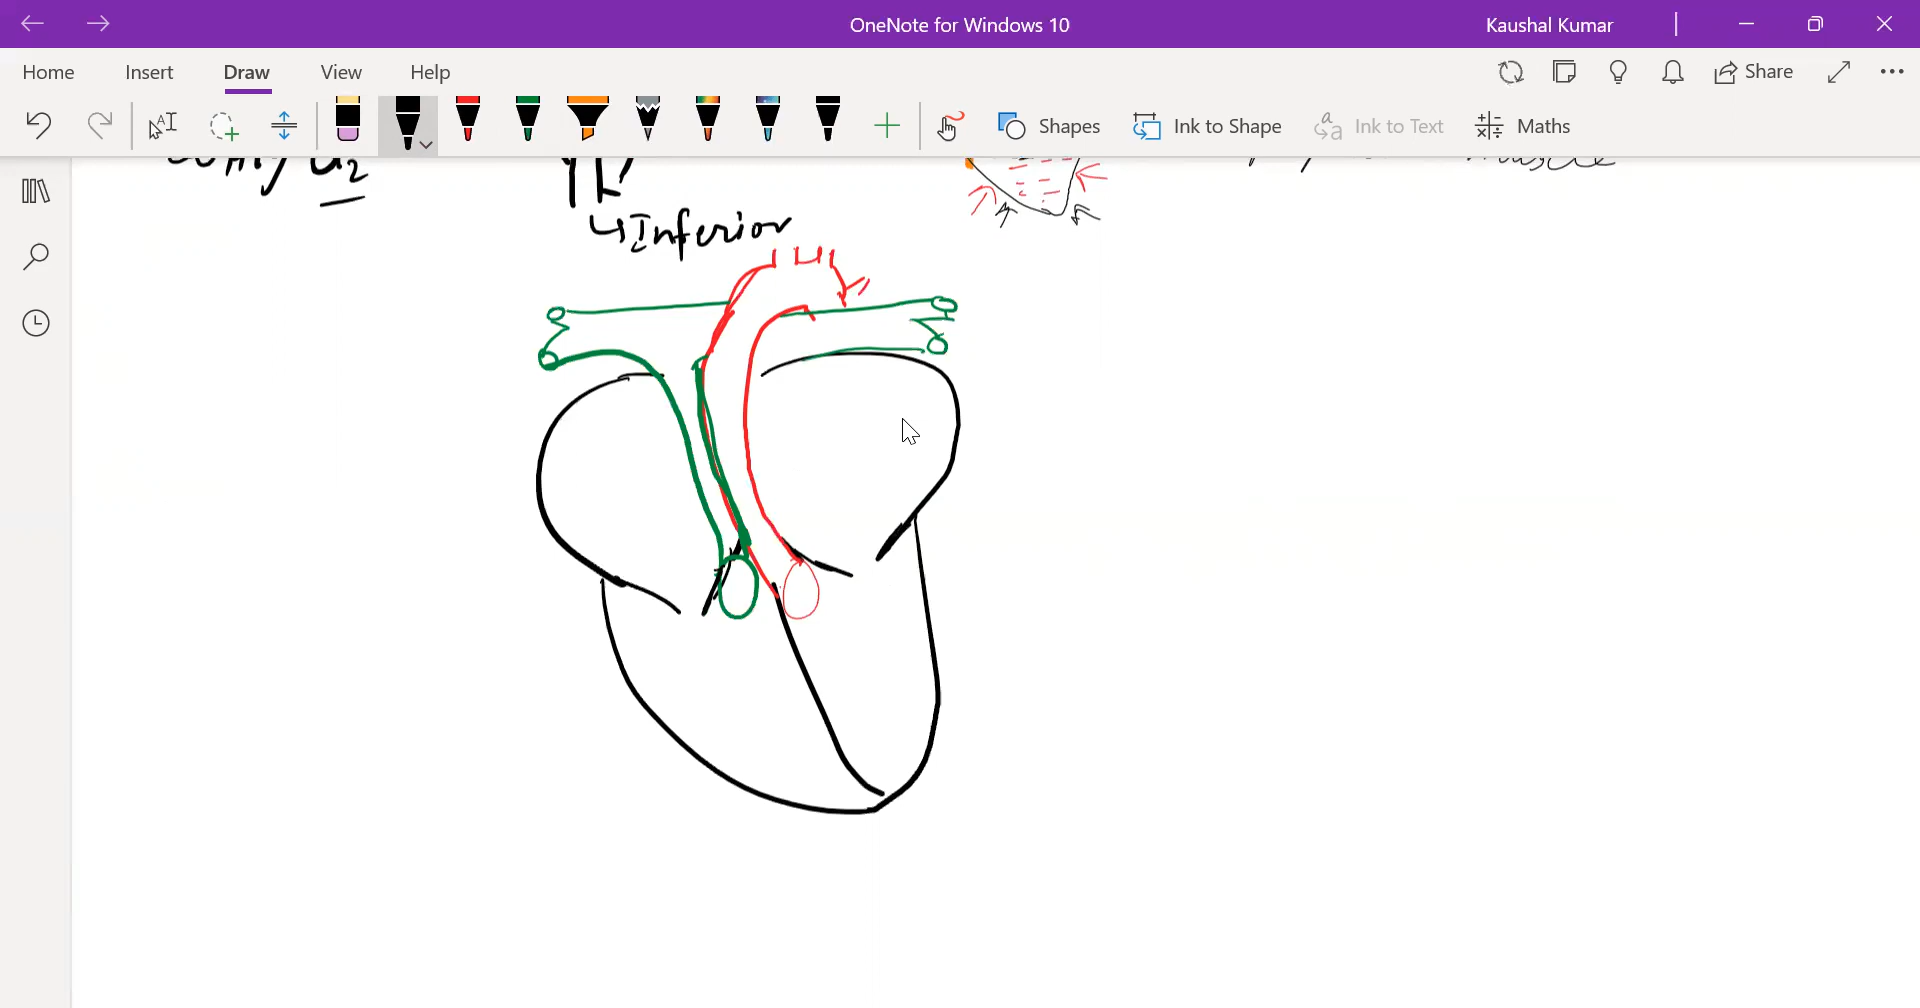 OneNote for Windows 10
Kaushal Kumar
Home Insert Draw View Help
Share
Shapes Ink to Shape Ink to Text Maths
Inferior